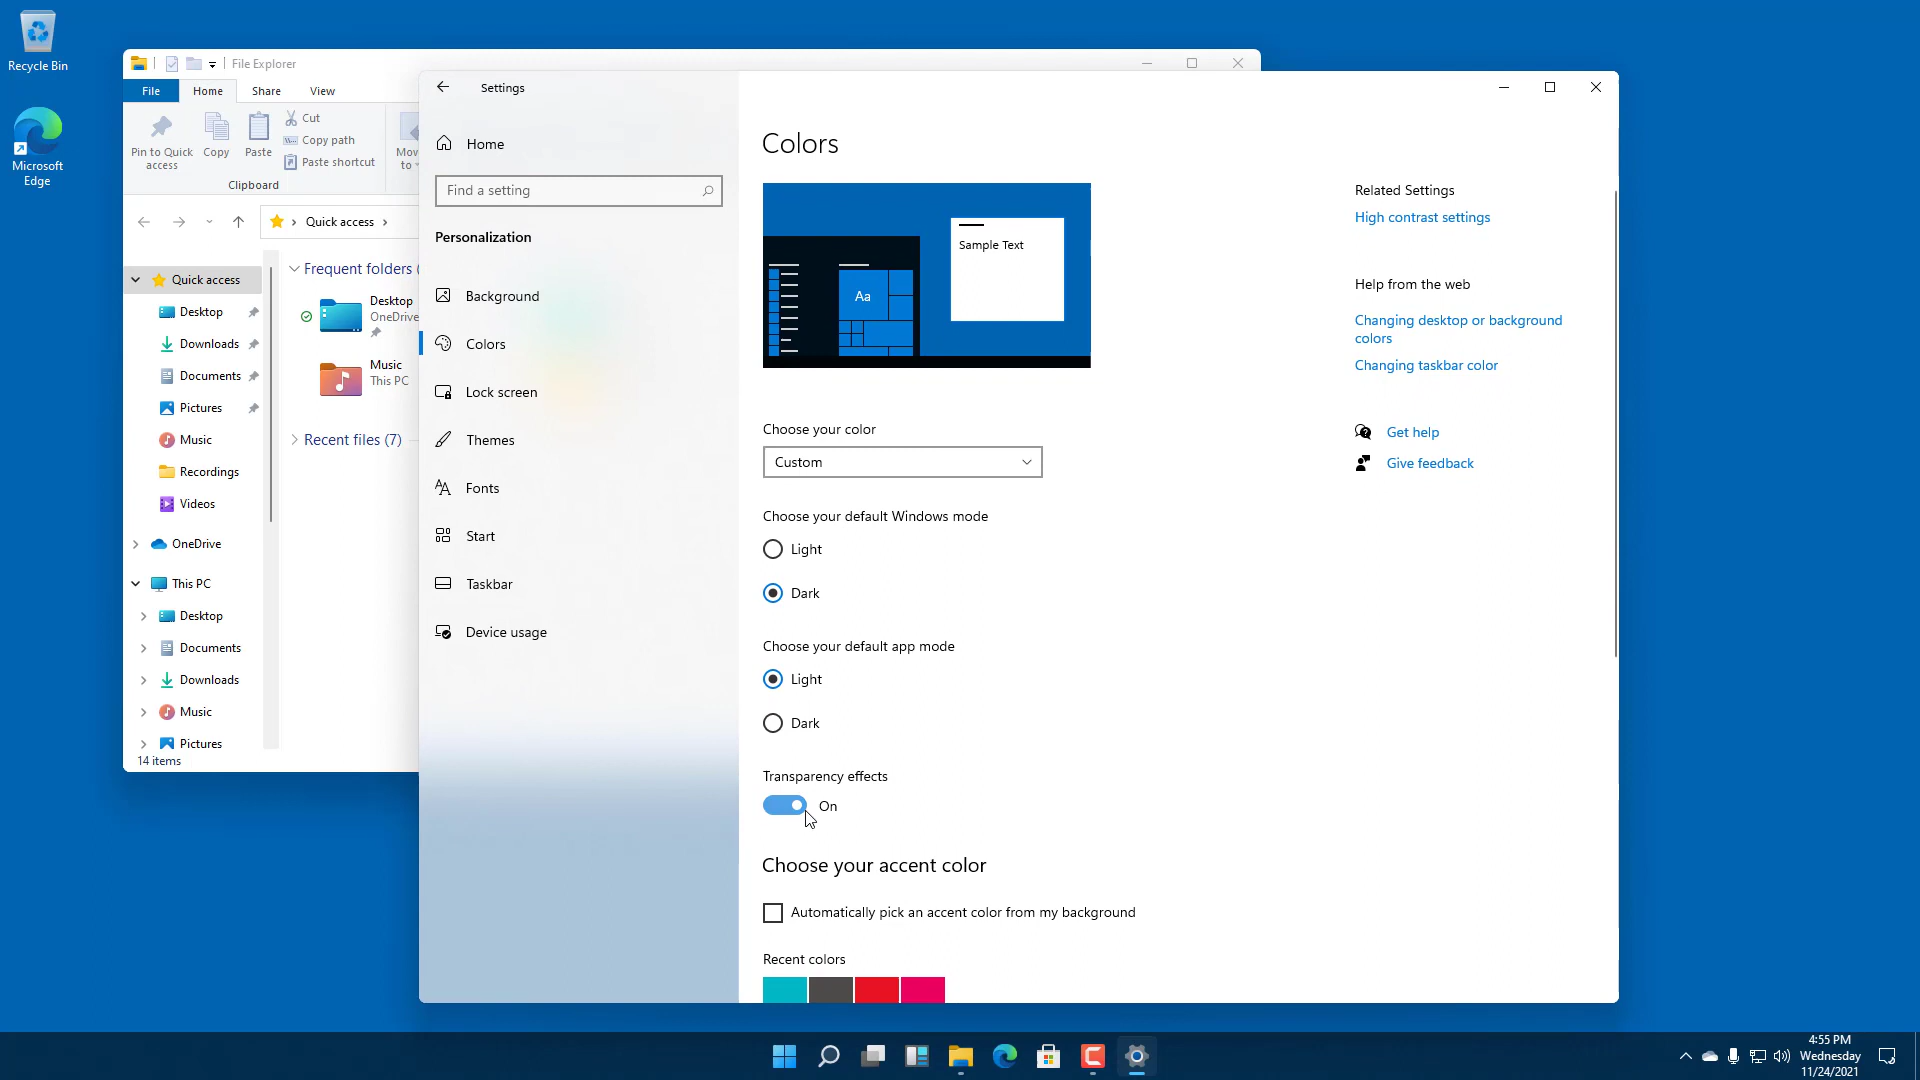 Recycle Bin
Microsoft
Edge
File Explorer
File
Home
Share
View
Pin to Quick
access
Copy
Paste
Cut
Copy path
Paste shortcut
Mov
to
Clipboard
Quick access
Quick access
Desktop
Downloads
Documents
Pictures
Music
Recordings
Videos
OneDrive
This PC
Desktop
Documents
Downloads
Music
Pictures
14 items
Frequent folders (
Desktop
OneDrive
Music
This PC
Recent files (7)
Settings
Home
Find a setting
Personalization
Background
Colors
Lock screen
Themes
Fonts
Start
Taskbar
Device usage
Colors
Sample Text
Aa
Choose your color
Custom
Choose your default Windows mode
Light
Dark
Choose your default app mode
Light
Dark
Transparency effects
On
Choose your accent color
Automatically pick an accent color from my background
Recent colors
Related Settings
High contrast settings
Help from the web
Changing desktop or background
colors
Changing taskbar color
Get help
Give feedback
4:55 PM
Wednesday
11/24/2021